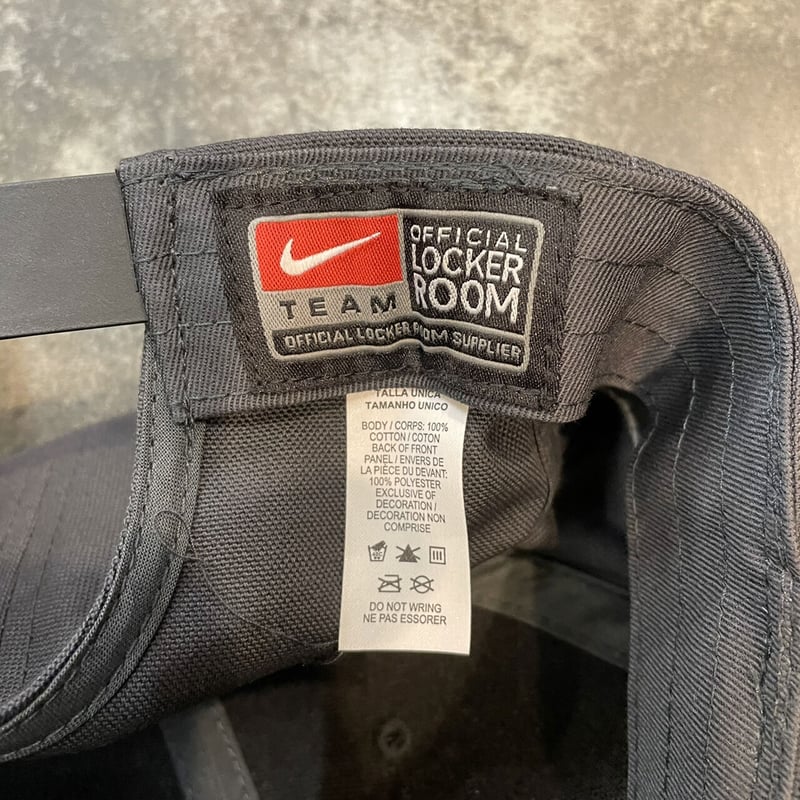 OFFICIAL
LOCKER
ROOM
TEAM
OFFICIAL LOCKER ROOM SUPPLIER
TALLA UNICA
TAMANHO UNICO
BODY / CORPS: 100%
COTTON / COTON
BACK OF FRONT
PANEL / ENVERS DE
LA PIÈCE DU DEVANT:
100% POLYESTER
EXCLUSIVE OF
DECORATION /
DECORATION NON
COMPRISE
DO NOT WRING
NE PAS ESSORER